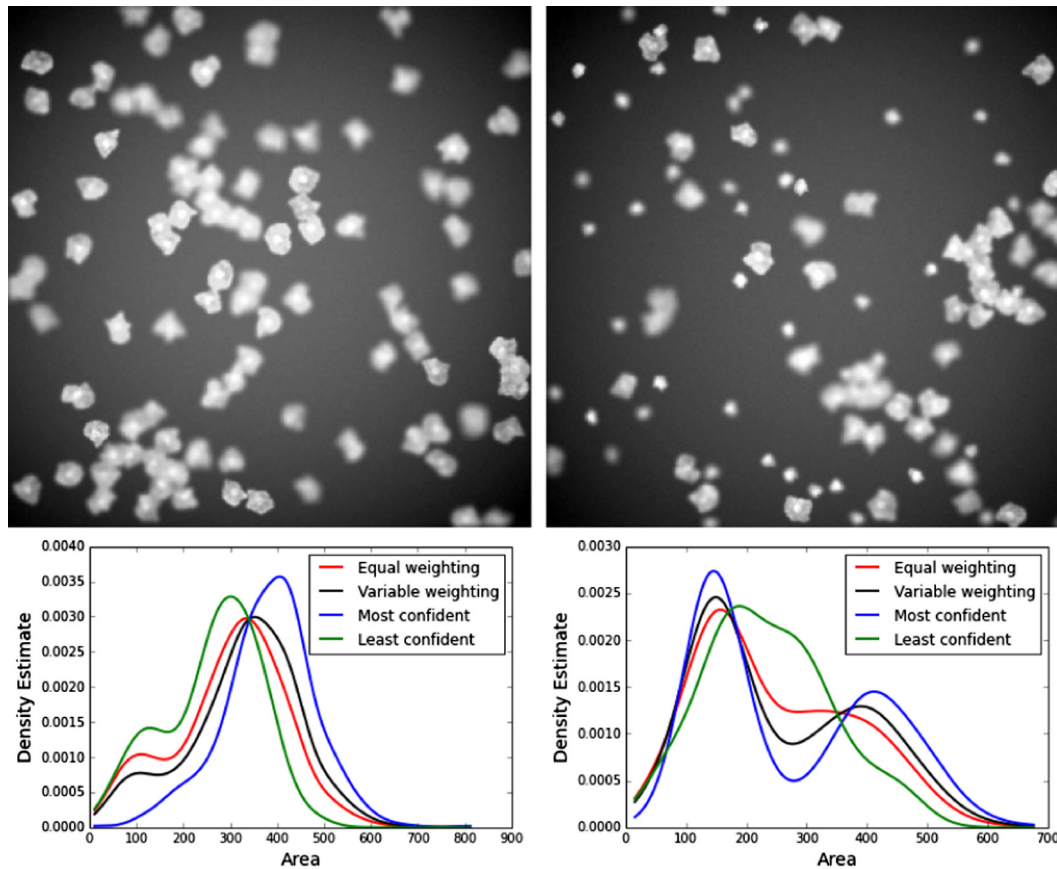 0.0040
0.0035
0.0030
0.0025
0.0020
0.0015
0.0010
0.0005
0.0000
Density Estimate
0 100 200 300 400 500 600 700 800 900
Area
Equal weighting
Variable weighting
Most confident
Least confident
0.0030
0.0025
0.0020
0.0015
0.0010
0.0005
0.0000
Density Estimate
0 100 200 300 400 500 600 700
Area
Equal weighting
Variable weighting
Most confident
Least confident